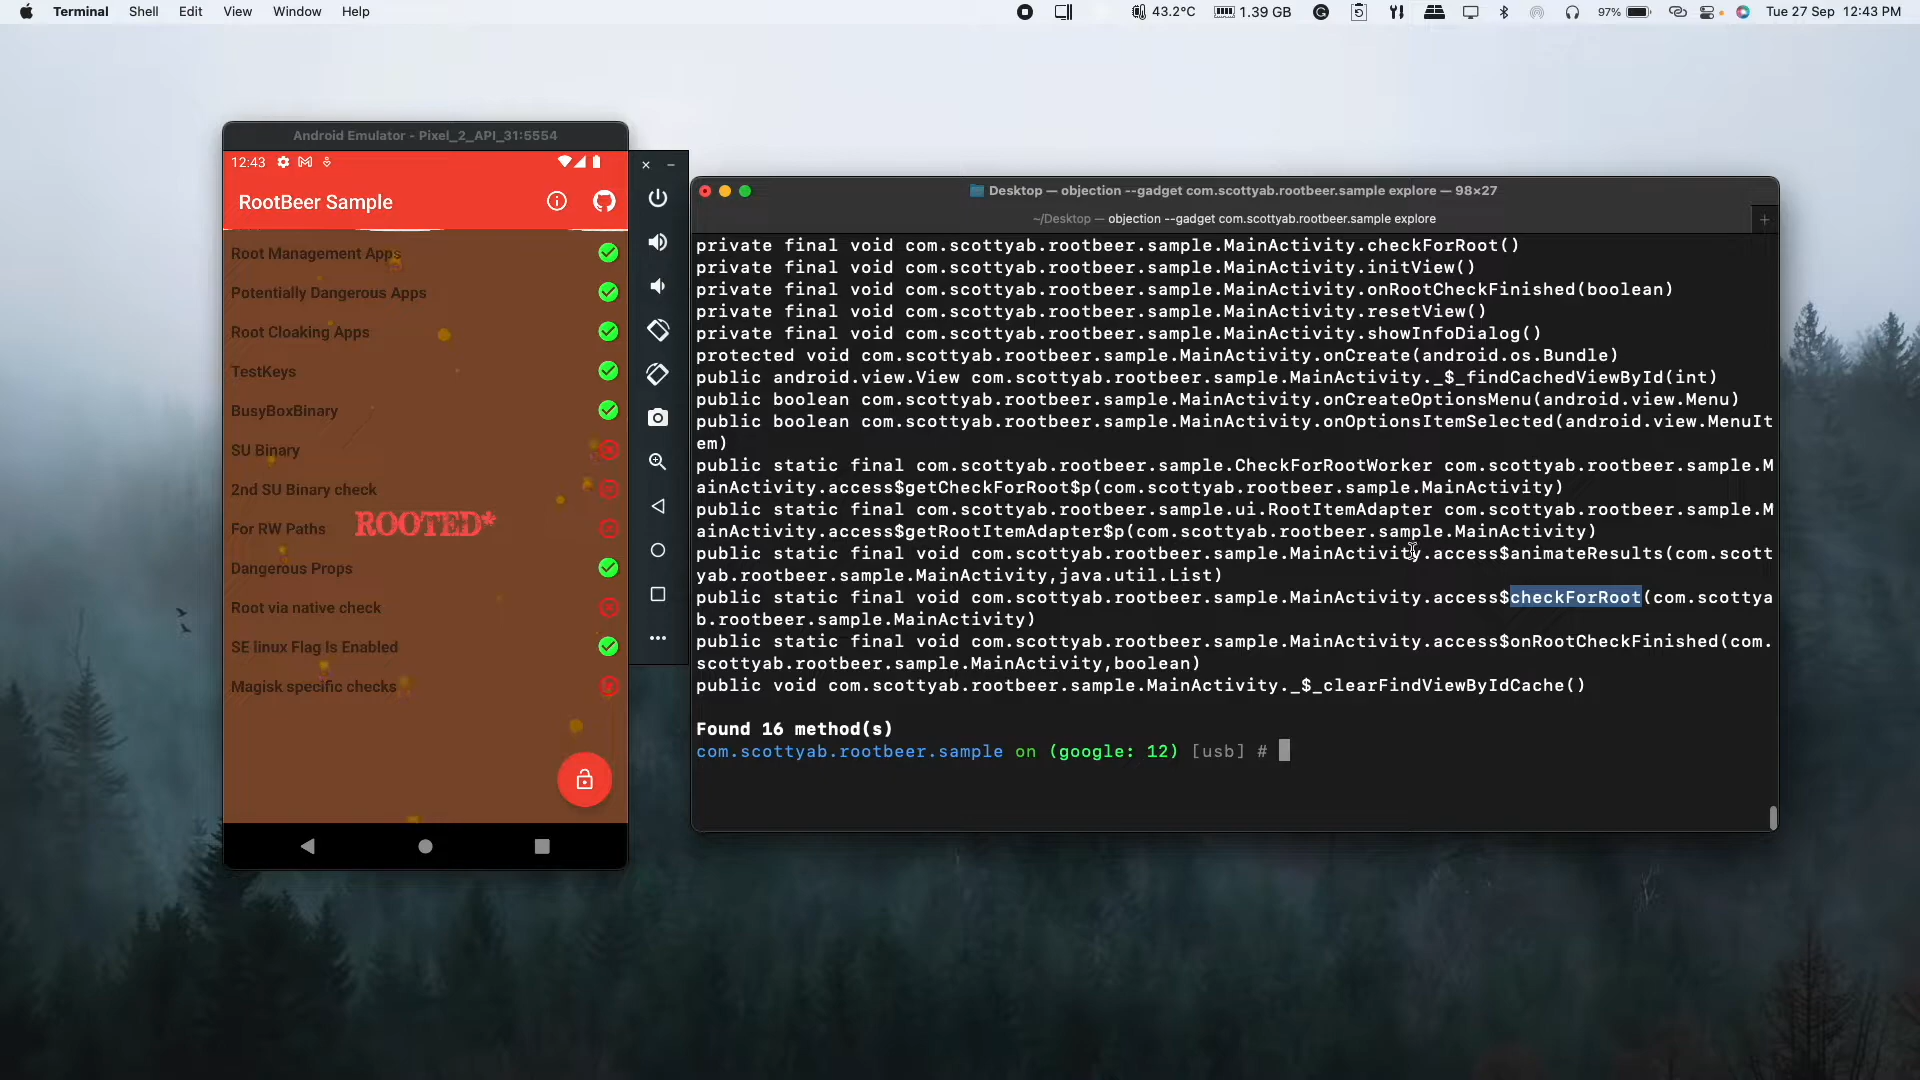 Terminal Shell Edit View Window Help
43.2°C 1.39 GB 97% Tue 27 Sep 12:43 PM
Android Emulator - Pixel_2_API_31:5554
12:43
RootBeer Sample
Root Management Apps
Potentially Dangerous Apps
Root Cloaking Apps
TestKeys
BusyBoxBinary
SU Binary
2nd SU Binary check
For RW Paths
ROOTED*
Dangerous Props
Root via native check
SE linux Flag Is Enabled
Magisk specific checks
Desktop — objection --gadget com.scottyab.rootbeer.sample explore — 98×27
~/Desktop — objection --gadget com.scottyab.rootbeer.sample explore
private final void com.scottyab.rootbeer.sample.MainActivity.checkForRoot()
private final void com.scottyab.rootbeer.sample.MainActivity.initView()
private final void com.scottyab.rootbeer.sample.MainActivity.onRootCheckFinished(boolean)
private final void com.scottyab.rootbeer.sample.MainActivity.resetView()
private final void com.scottyab.rootbeer.sample.MainActivity.showInfoDialog()
protected void com.scottyab.rootbeer.sample.MainActivity.onCreate(android.os.Bundle)
public android.view.View com.scottyab.rootbeer.sample.MainActivity._$_findCachedViewById(int)
public boolean com.scottyab.rootbeer.sample.MainActivity.onCreateOptionsMenu(android.view.Menu)
public boolean com.scottyab.rootbeer.sample.MainActivity.onOptionsItemSelected(android.view.MenuIt
em)
public static final com.scottyab.rootbeer.sample.CheckForRootWorker com.scottyab.rootbeer.sample.M
ainActivity.access$getCheckForRoot$p(com.scottyab.rootbeer.sample.MainActivity)
public static final com.scottyab.rootbeer.sample.ui.RootItemAdapter com.scottyab.rootbeer.sample.M
ainActivity.access$getRootItemAdapter$p(com.scottyab.rootbeer.sample.MainActivity)
public static final void com.scottyab.rootbeer.sample.MainActivity.access$animateResults(com.scott
yab.rootbeer.sample.MainActivity,java.util.List)
public static final void com.scottyab.rootbeer.sample.MainActivity.access$checkForRoot(com.scottya
b.rootbeer.sample.MainActivity)
public static final void com.scottyab.rootbeer.sample.MainActivity.access$onRootCheckFinished(com.
scottyab.rootbeer.sample.MainActivity,boolean)
public void com.scottyab.rootbeer.sample.MainActivity._$_clearFindViewByIdCache()
Found 16 method(s)
com.scottyab.rootbeer.sample on (google: 12) [usb] #